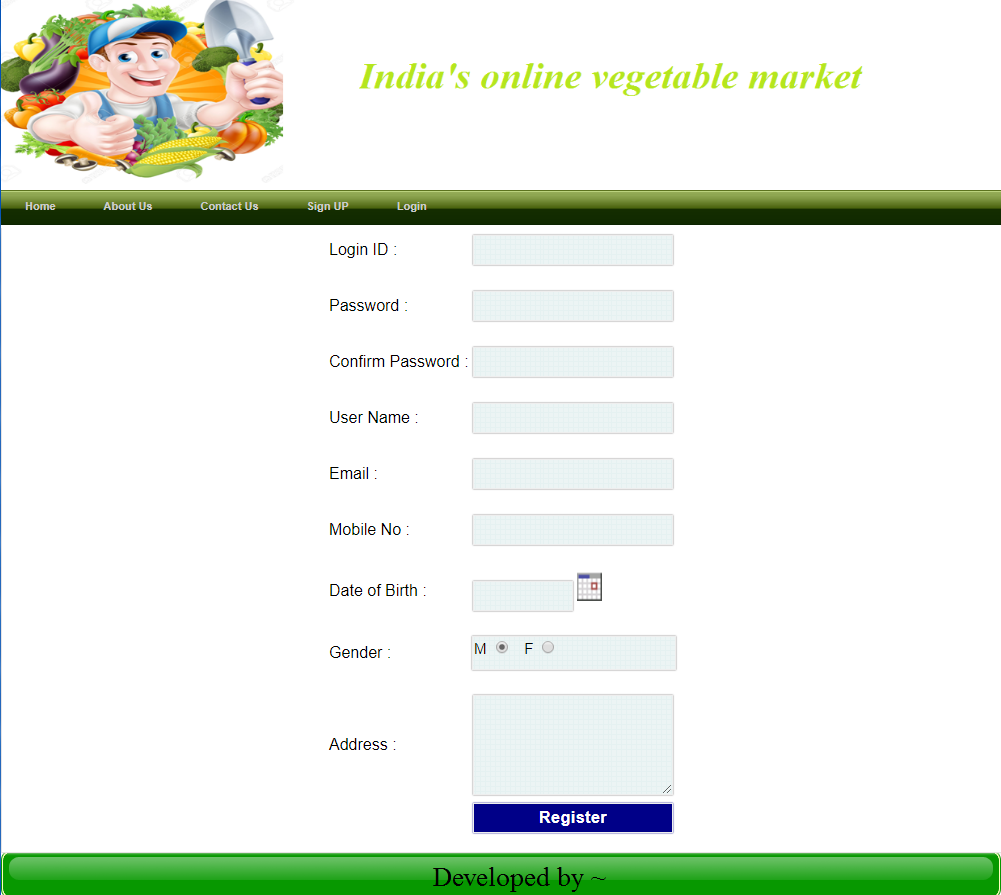 India's online vegetable market
Home About Us Contact Us Sign UP Login
Login ID :
Password :
Confirm Password :
User Name :
Email :
Mobile No :
Date of Birth :
Gender : M F
Address :
Register
Developed by ~